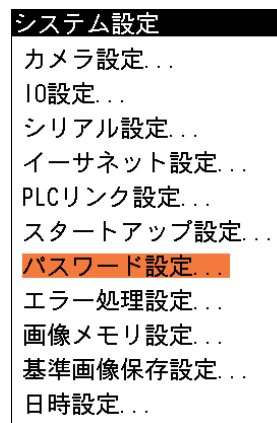 システム設定
カメラ設定...
IO設定...
シリアル設定...
イーサネット設定...
PLCリンク設定...
スタートアップ設定...
パスワード設定...
エラー処理設定...
画像メモリ設定...
基準画像保存設定...
日時設定...